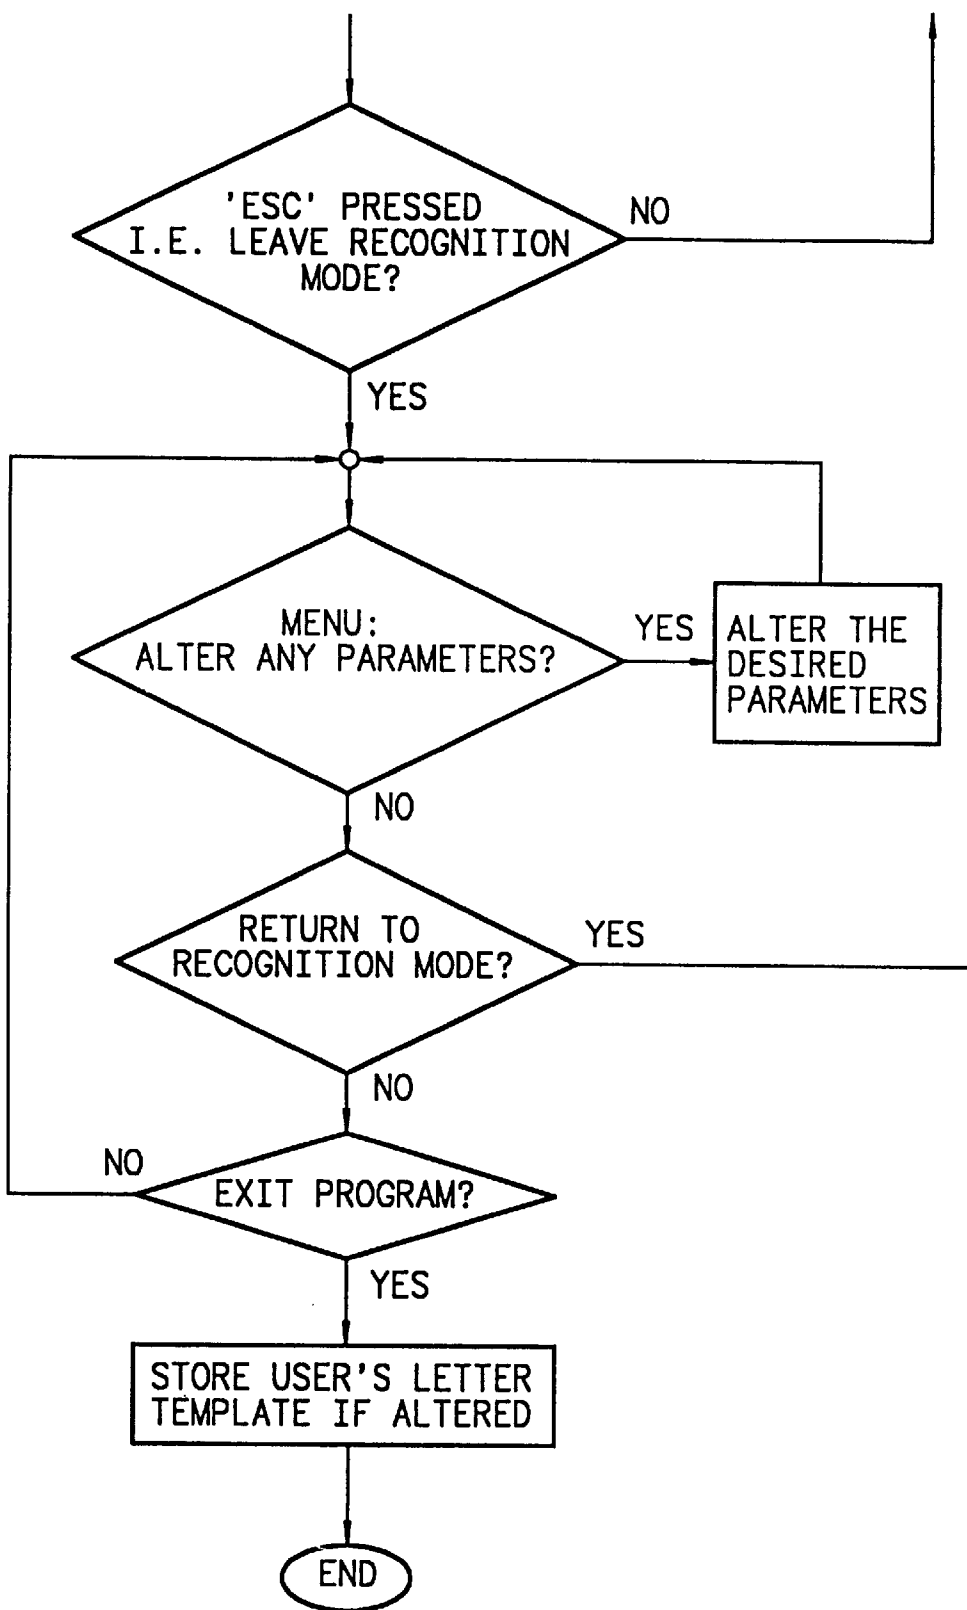 'ESC' PRESSED
I.E. LEAVE RECOGNITION
MODE?
NO
YES
MENU:
ALTER ANY PARAMETERS?
YES
ALTER THE
DESIRED
PARAMETERS
NO
RETURN TO
RECOGNITION MODE?
YES
NO
NO
EXIT PROGRAM?
YES
STORE USER'S LETTER
TEMPLATE IF ALTERED
END